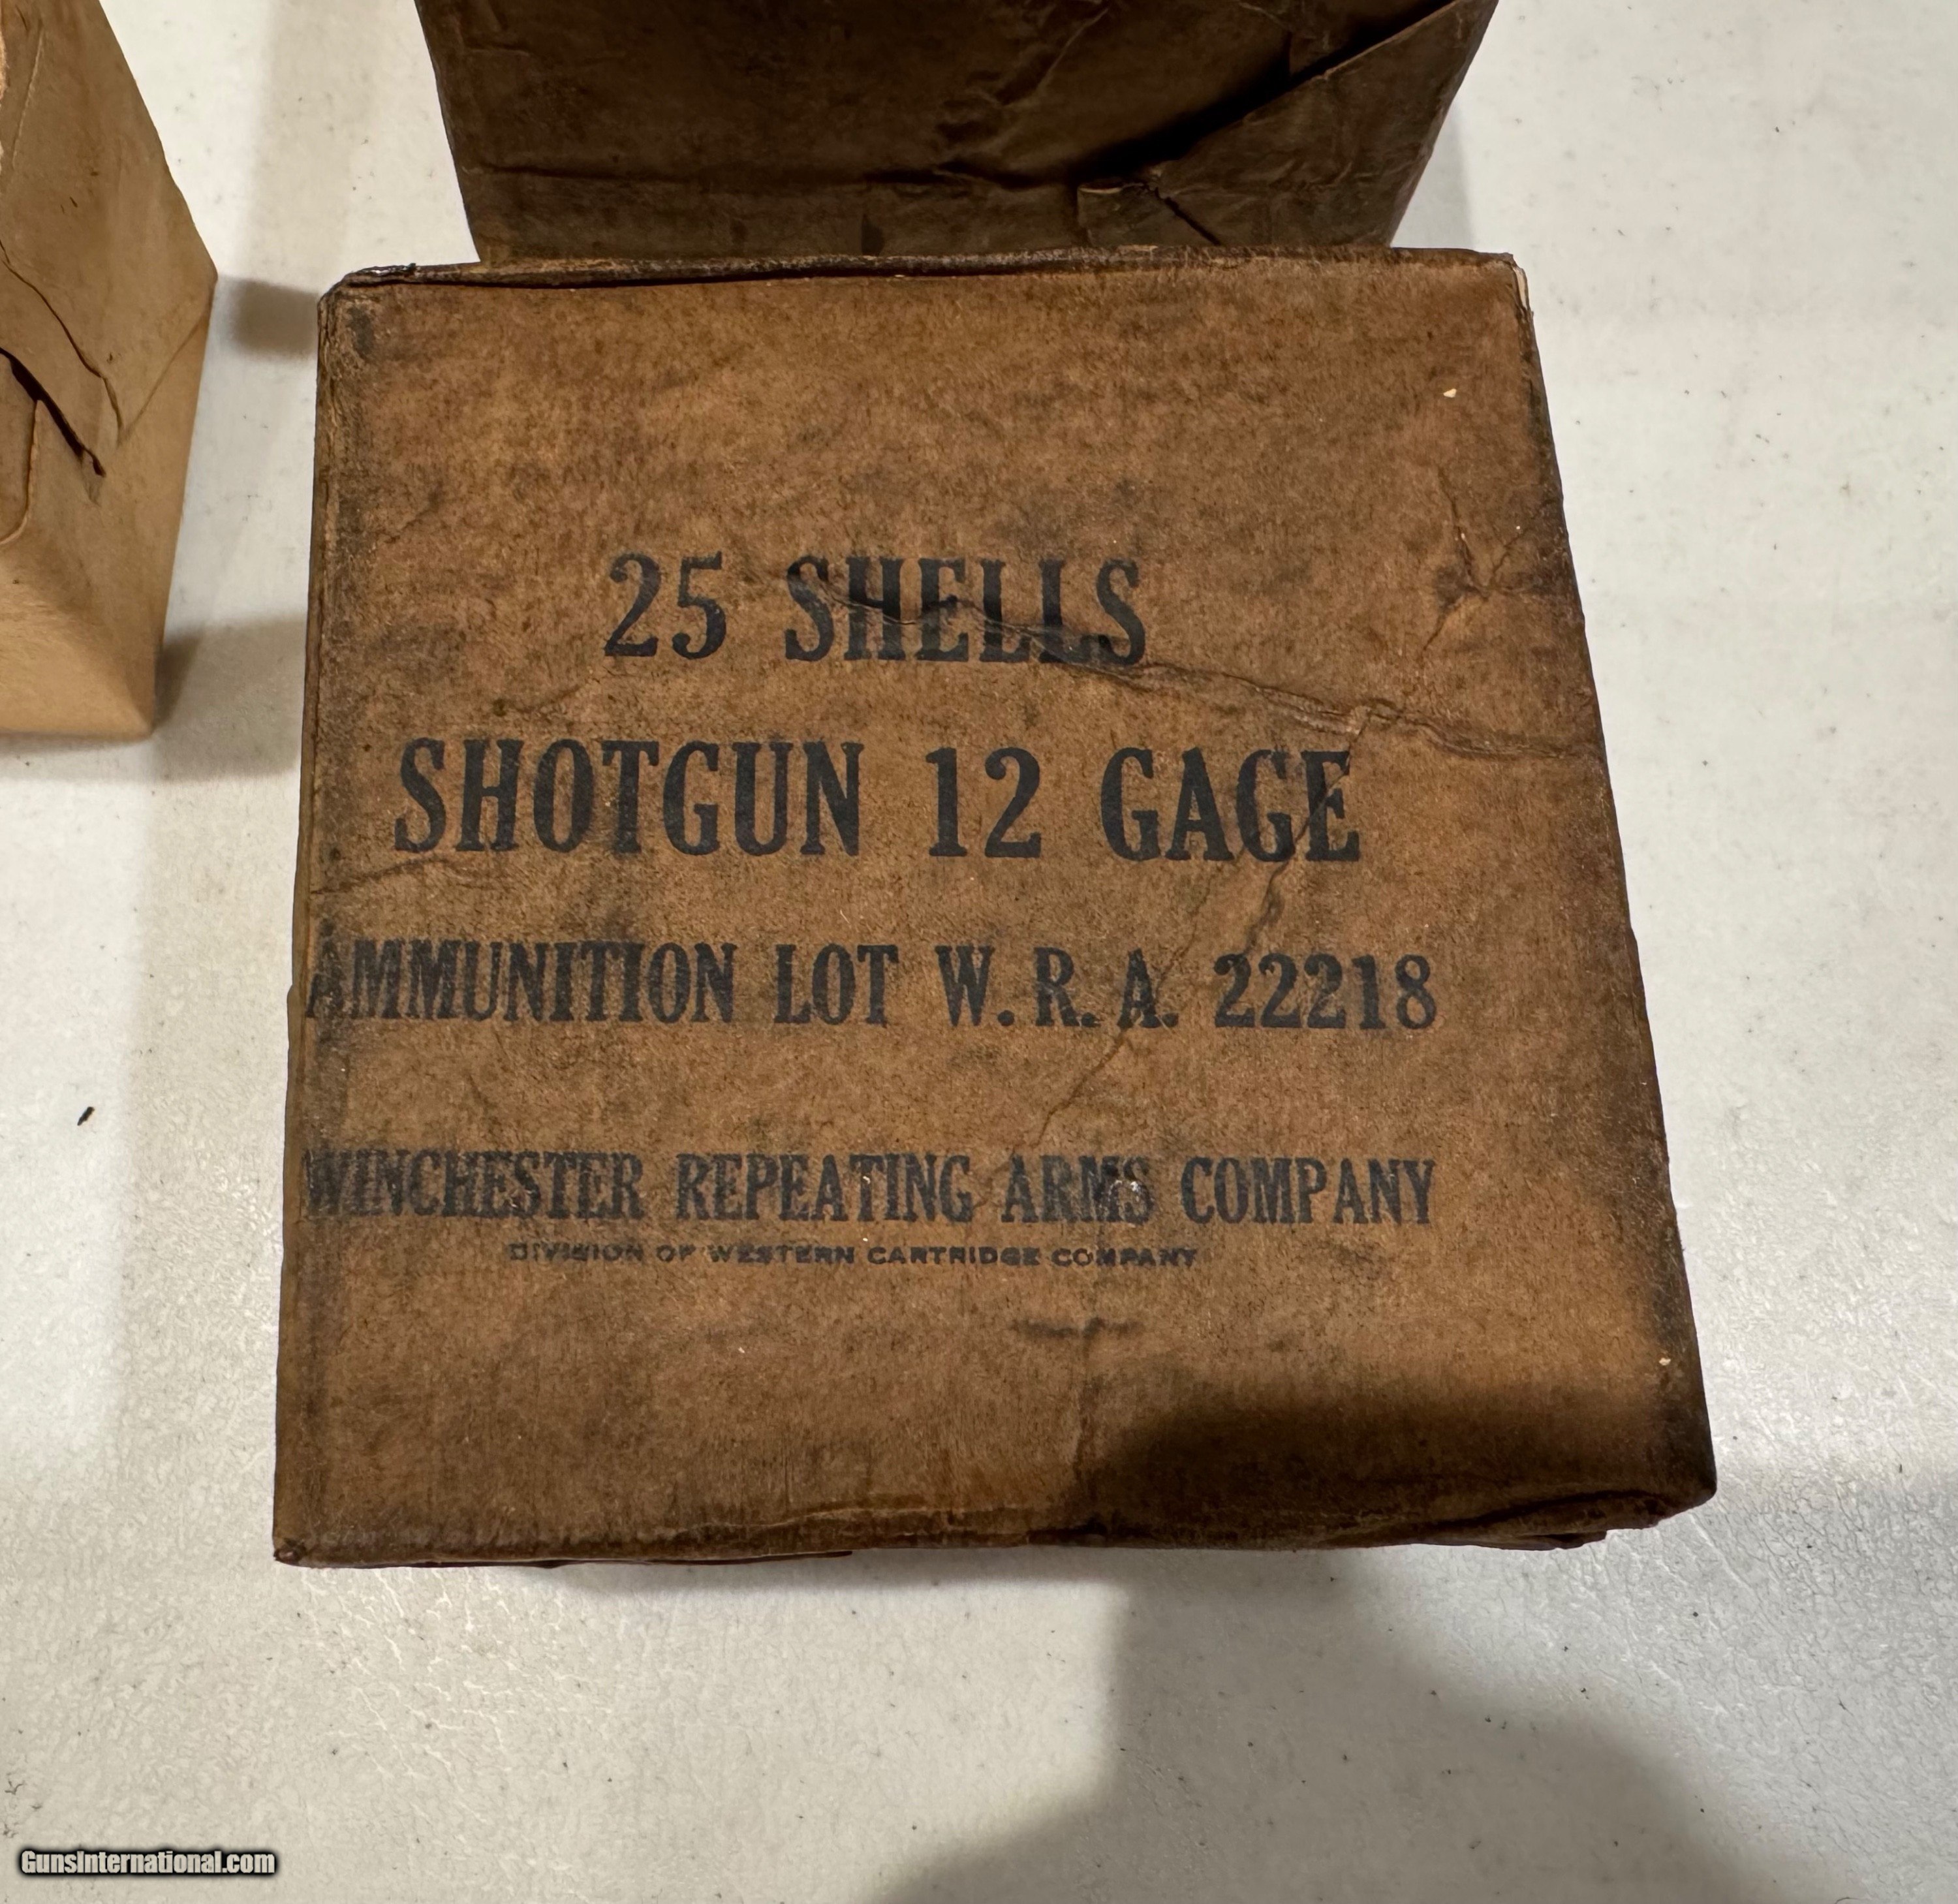 25 SHELLS
SHOTGUN 12 GAGE
AMMUNITION LOT W.R.A. 22218
WINCHESTER REPEATING ARMS COMPANY
DIVISION OF WESTERN CARTRIDGE COMPANY
GunsInternational.com